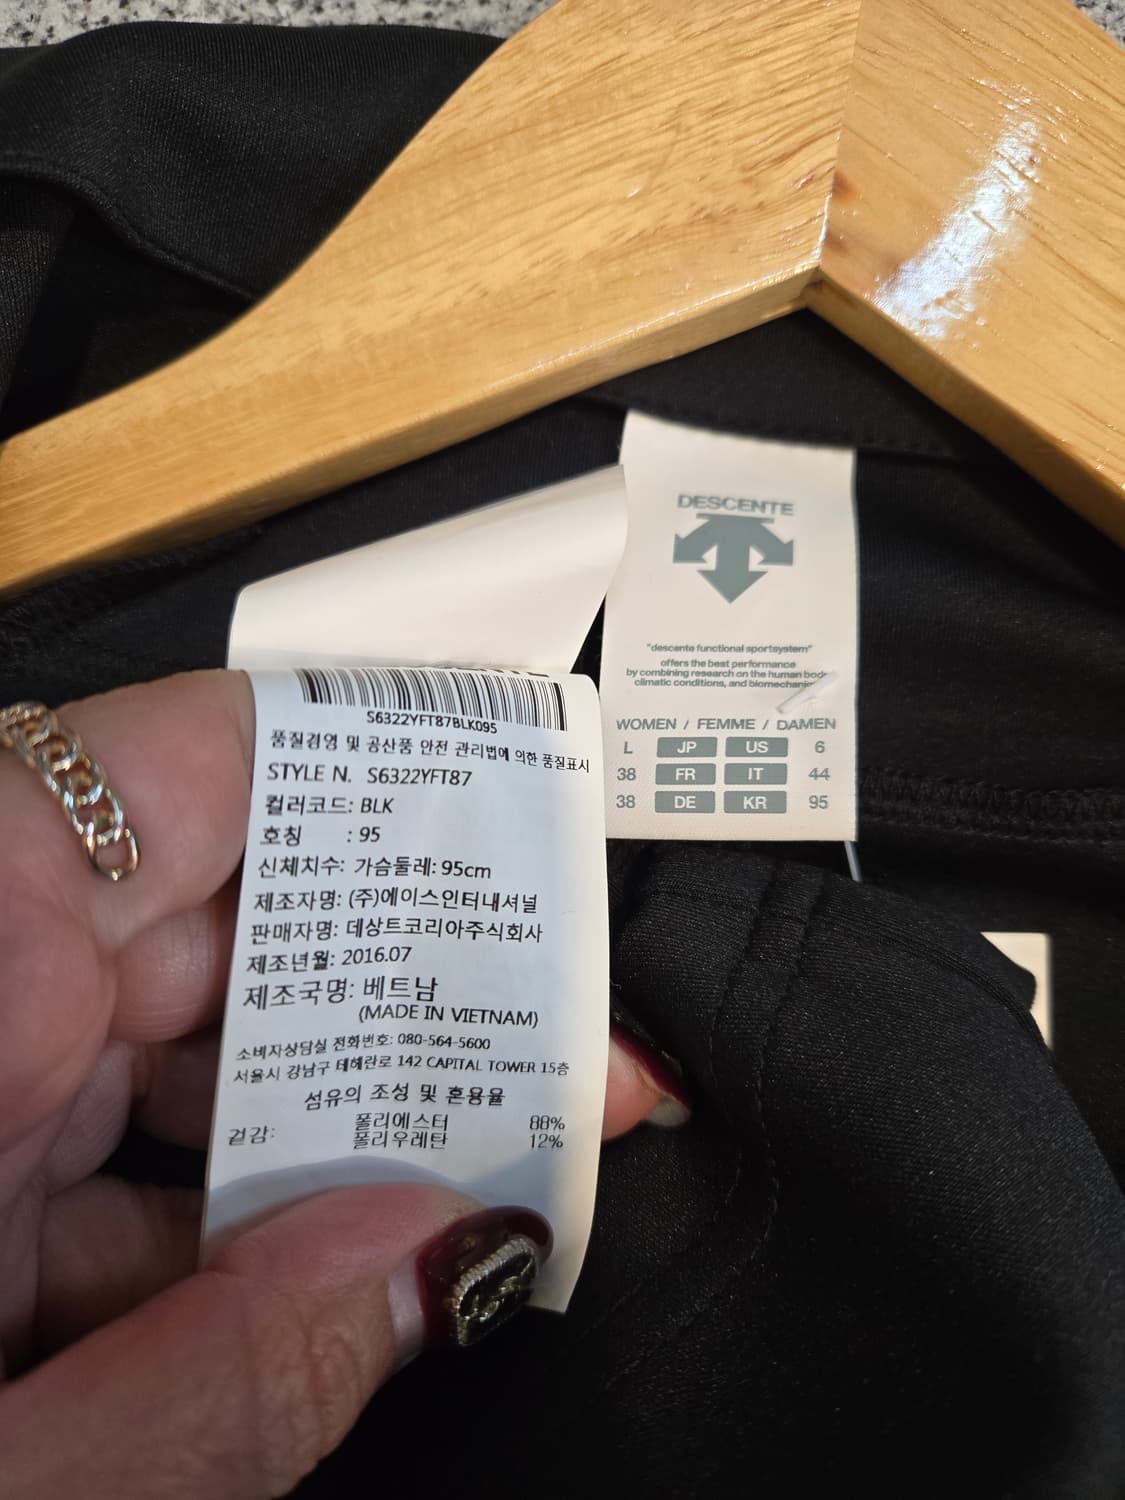 DESCENTE
"descente functional sportsystem"
offers the best performance
by combining research on the human body
climatic conditions, and biomechanic
WOMEN / FEMME / DAMEN
L JP US 6
38 FR IT 44
38 DE KR 95
S6322YFT87BLK095
품질경영 및 공산품 안전 관리법에 의한 품질표시
STYLE N. S6322YFT87
컬러코드: BLK
호칭 : 95
신체치수: 가슴둘레: 95cm
제조자명: (주)에이스인터내셔널
판매자명: 데상트코리아주식회사
제조년월: 2016.07
제조국명: 베트남
(MADE IN VIETNAM)
소비자상담실 전화번호: 080-564-5600
서울시 강남구 테헤란로 142 CAPITAL TOWER 15층
섬유의 조성 및 혼용율
겉감: 폴리에스터 88%
폴리우레탄 12%